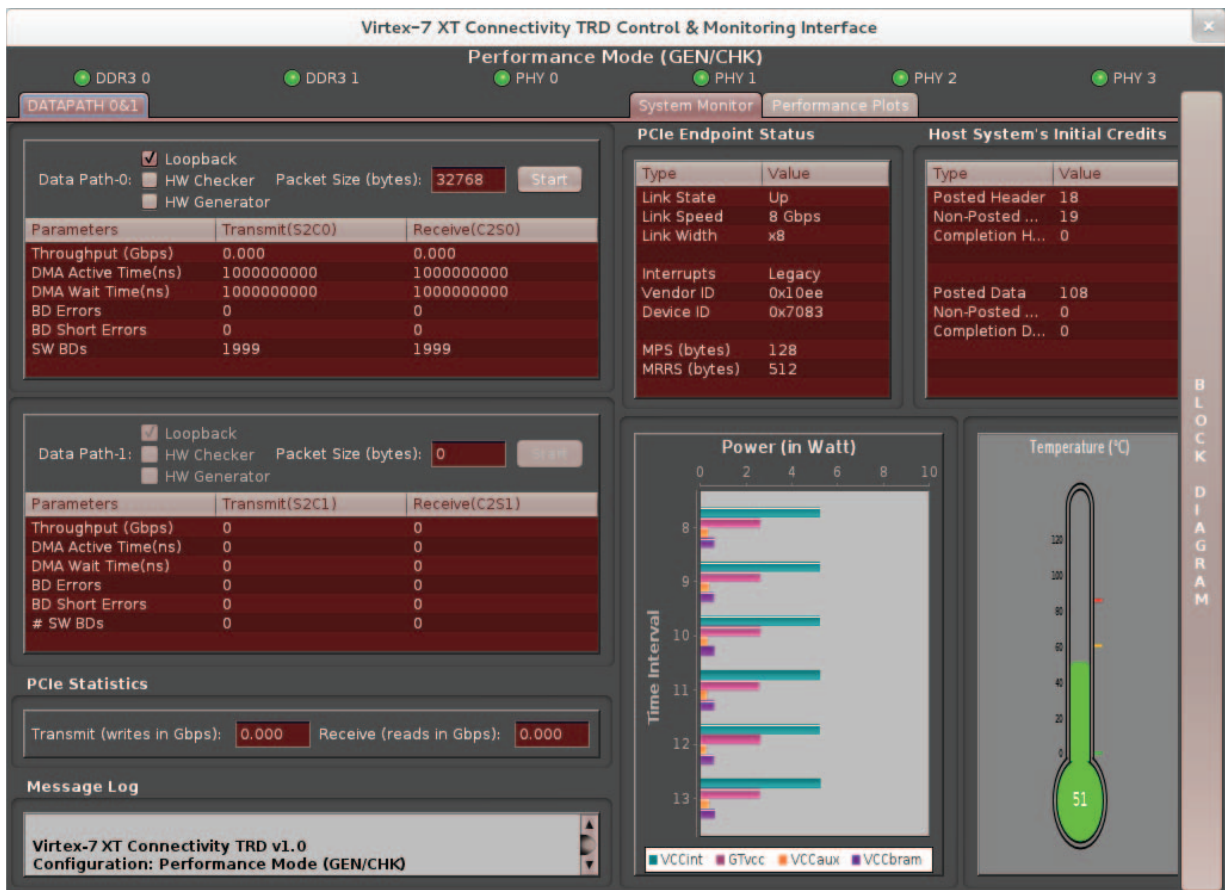 Virtex-7 XT Connectivity TRD Control & Monitoring Interface
Performance Mode (GEN/CHK)
DDR3 0 DDR3 1 PHY 0 PHY 1 PHY 2 PHY 3
DATAPATH 0&1
Loopback
Data Path-0: HW Checker Packet Size (bytes): 32768 Start
HW Generator
Parameters Transmit(S2C0) Receive(C2S0)
Throughput (Gbps) 0.000 0.000
DMA Active Time(ns) 1000000000 1000000000
DMA Wait Time(ns) 1000000000 1000000000
BD Errors 0 0
BD Short Errors 0 0
SW BDs 1999 1999
Loopback
Data Path-1: HW Checker Packet Size (bytes): 0 Start
HW Generator
Parameters Transmit(S2C1) Receive(C2S1)
Throughput (Gbps) 0 0
DMA Active Time(ns) 0 0
DMA Wait Time(ns) 0 0
BD Errors 0 0
BD Short Errors 0 0
# SW BDs 0 0
PCIe Statistics
Transmit (writes in Gbps): 0.000 Receive (reads in Gbps): 0.000
Message Log
Virtex-7 XT Connectivity TRD v1.0
Configuration: Performance Mode (GEN/CHK)
System Monitor Performance Plots
PCIe Endpoint Status
Type Value
Link State Up
Link Speed 8 Gbps
Link Width x8
Interrupts Legacy
Vendor ID 0x10ee
Device ID 0x7083
MPS (bytes) 128
MRRS (bytes) 512
Host System's Initial Credits
Type Value
Posted Header 18
Non-Posted ... 19
Completion H... 0
Posted Data 108
Non-Posted ... 0
Completion D... 0
Power (in Watt)
0 2 4 6 8 10
Time Interval
8
9
10
11
12
13
VCCint GTvcc VCCaux VCCbram
Temperature (°C)
120
100
80
60
40
20
0
51
BLOCK DIAGRAM